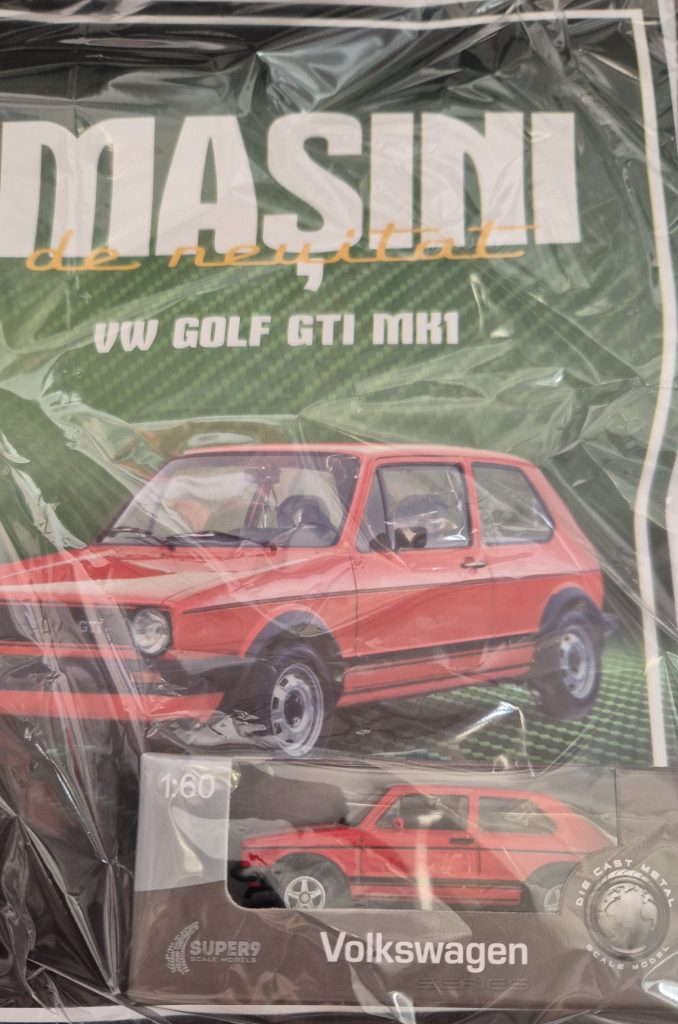 MAȘINI
de neuitat
VW GOLF GTI MK1
GTI
1:60
SUPER9
SCALE MODELS
Volkswagen
SERIES
DIE CAST METAL
SCALE MODEL